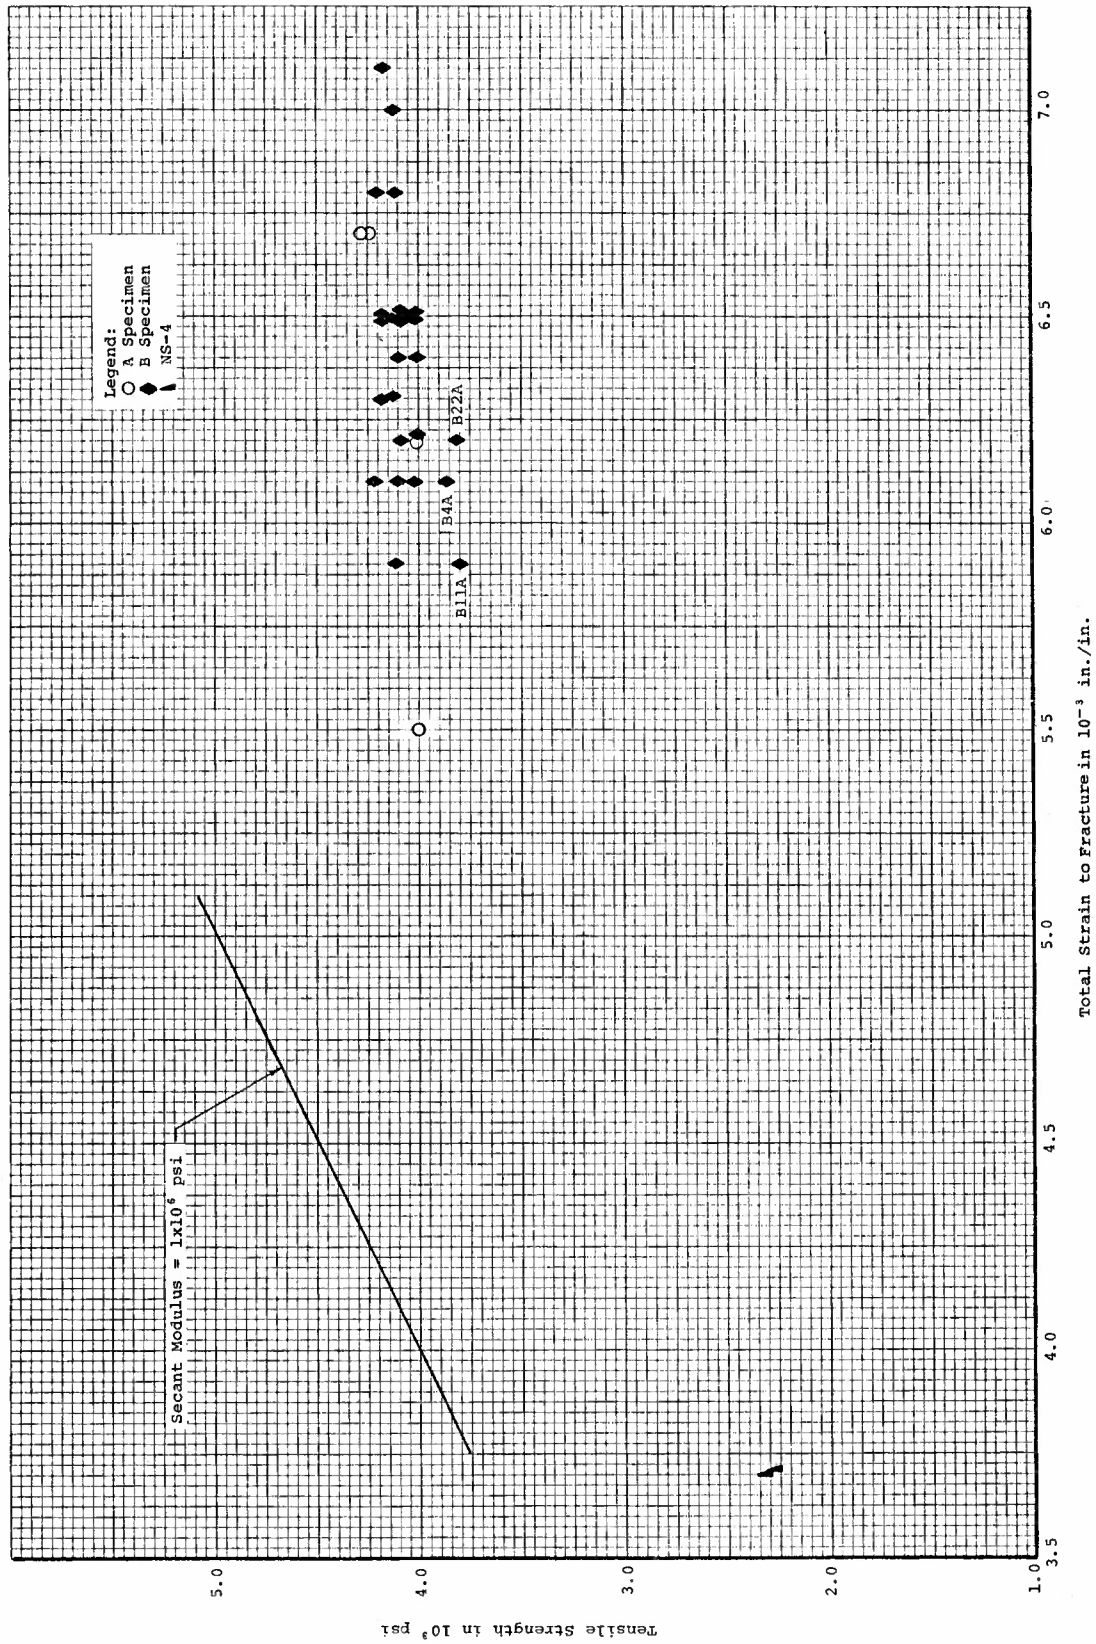 Legend:
A Specimen
B Specimen
NS-4
Secant Modulus = 1x10⁶ psi
B22A
B4A
B11A
Tensile Strength in 10³ psi
5.0
4.0
3.0
2.0
1.0
3.5
4.0
4.5
5.0
5.5
6.0
6.5
7.0
Total Strain to Fracture in 10⁻³ in./in.